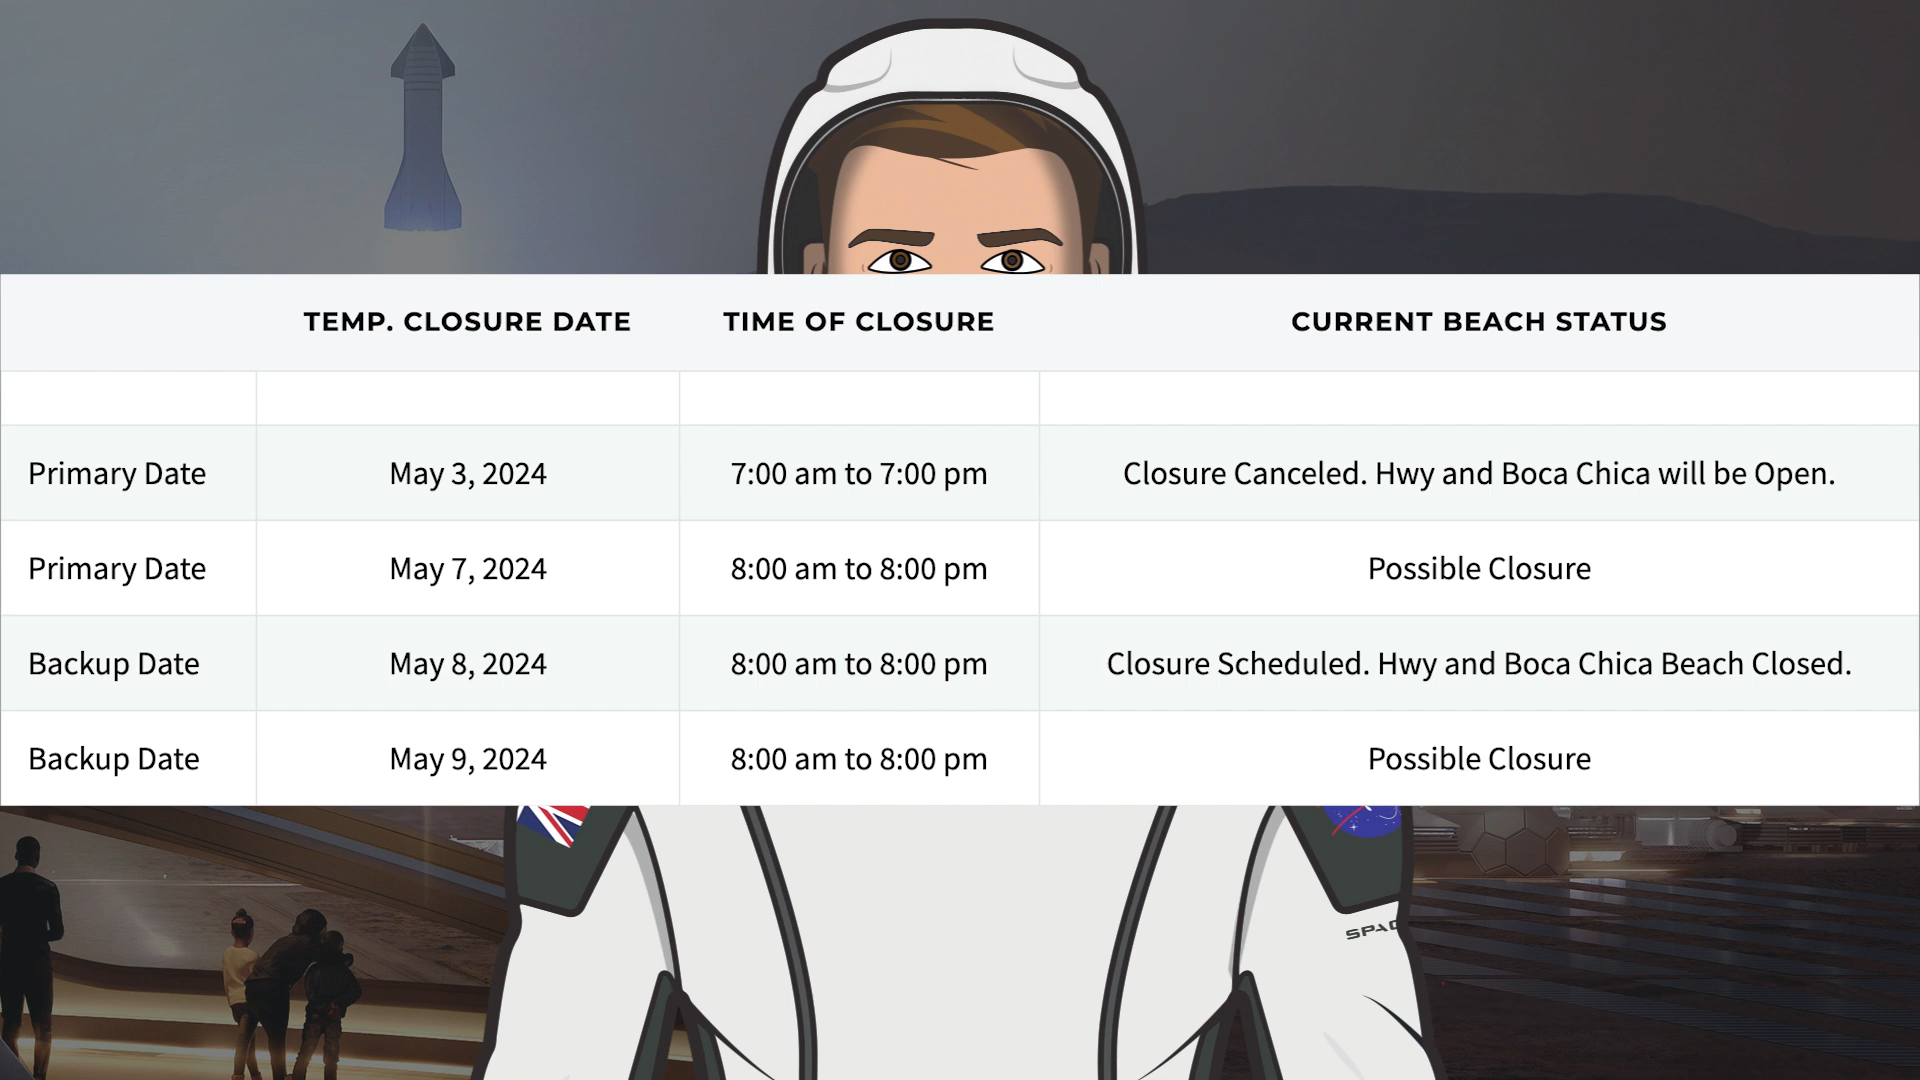 TEMP. CLOSURE DATE TIME OF CLOSURE CURRENT BEACH STATUS
Primary Date May 3, 2024 7:00 am to 7:00 pm Closure Canceled. Hwy and Boca Chica will be Open.
Primary Date May 7, 2024 8:00 am to 8:00 pm Possible Closure
Backup Date May 8, 2024 8:00 am to 8:00 pm Closure Scheduled. Hwy and Boca Chica Beach Closed.
Backup Date May 9, 2024 8:00 am to 8:00 pm Possible Closure
SPAC